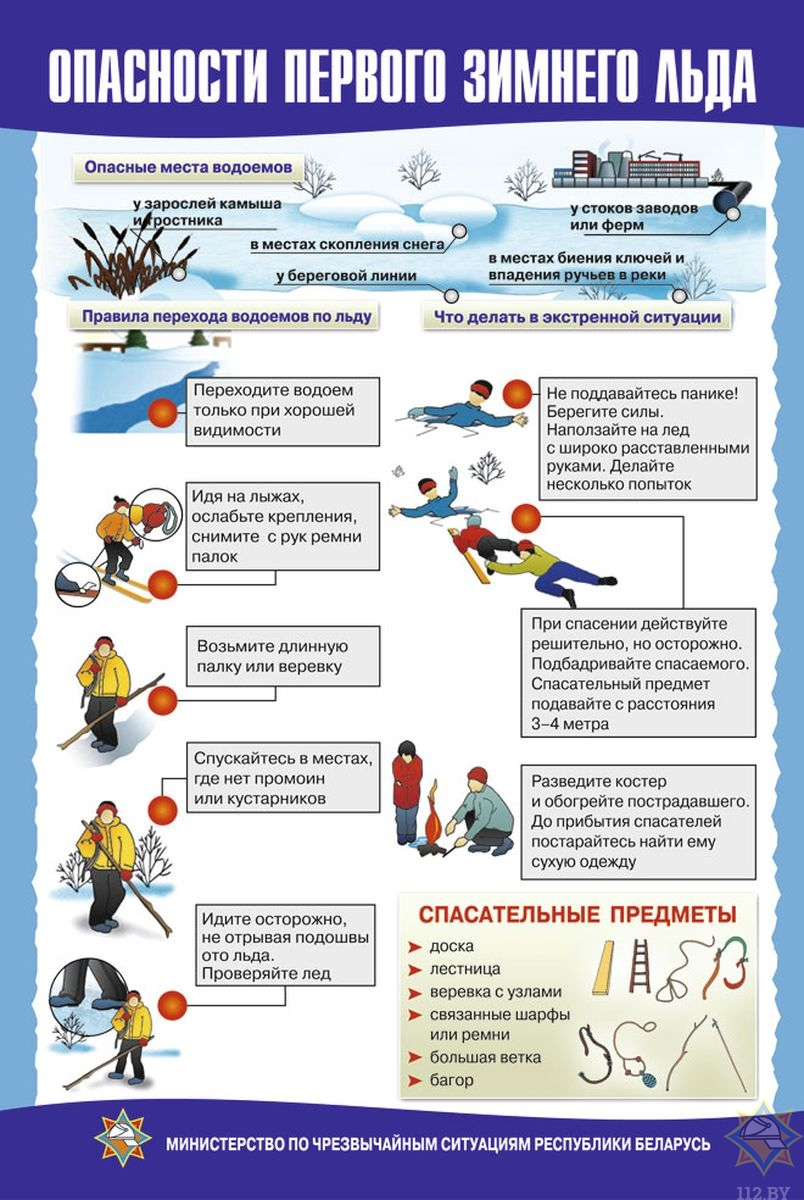 ОПАСНОСТИ ПЕРВОГО ЗИМНЕГО ЛЬДА
Опасные места водоемов
у зарослей камыша
и тростника
в местах скопления снега
у береговой линии
у стоков заводов
или ферм
в местах биения ключей и
впадения ручьев в реки
Правила перехода водоемов по льду
Переходите водоем
только при хорошей
видимости
Идя на лыжах,
ослабьте крепления,
снимите с рук ремни
палок
Возьмите длинную
палку или веревку
Спускайтесь в местах,
где нет промоин
или кустарников
Идите осторожно,
не отрывая подошвы
ото льда.
Проверяйте лед
Что делать в экстренной ситуации
Не поддавайтесь панике!
Берегите силы.
Наползайте на лед
с широко расставленными
руками. Делайте
несколько попыток
При спасении действуйте
решительно, но осторожно.
Подбадривайте спасаемого.
Спасательный предмет
подавайте с расстояния
3–4 метра
Разведите костер
и обогрейте пострадавшего.
До прибытия спасателей
постарайтесь найти ему
сухую одежду
СПАСАТЕЛЬНЫЕ ПРЕДМЕТЫ
доска
лестница
веревка с узлами
связанные шарфы
или ремни
большая ветка
багор
МИНИСТЕРСТВО ПО ЧРЕЗВЫЧАЙНЫМ СИТУАЦИЯМ РЕСПУБЛИКИ БЕЛАРУСЬ
112.BY